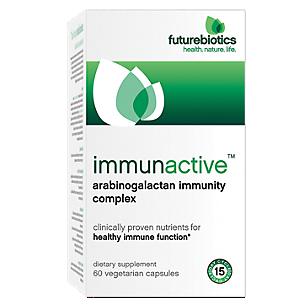 futurebiotics
health. nature. life.
immunactive™
arabinogalactan immunity
complex
clinically proven nutrients for
healthy immune function*
dietary supplement
60 vegetarian capsules
15